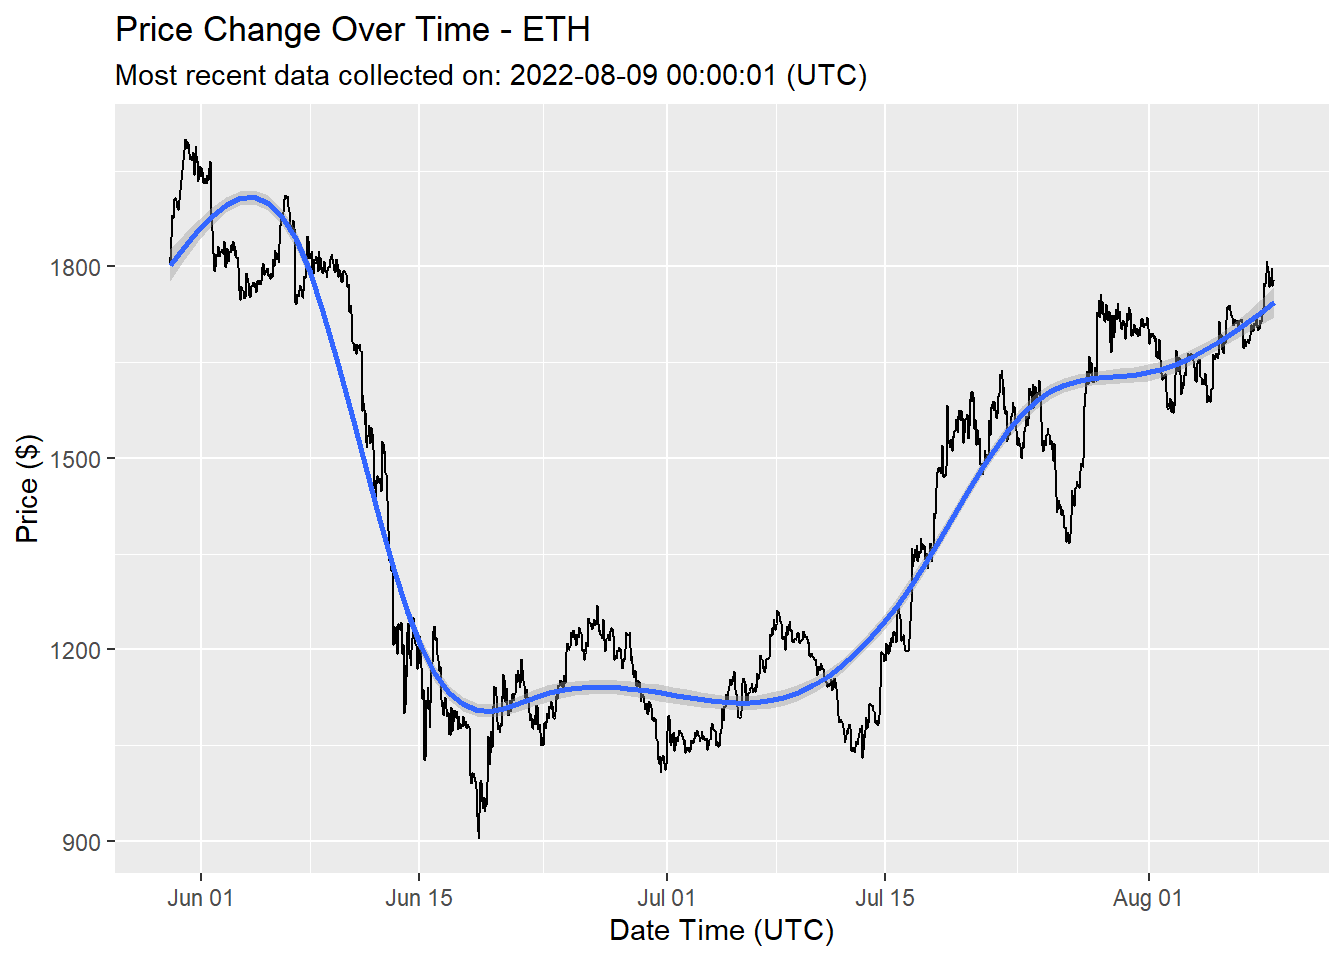 Price Change Over Time - ETH
Most recent data collected on: 2022-08-09 00:00:01 (UTC)
Price ($)
1800
1500
1200
900
Jun 01 Jun 15 Jul 01 Jul 15 Aug 01
Date Time (UTC)